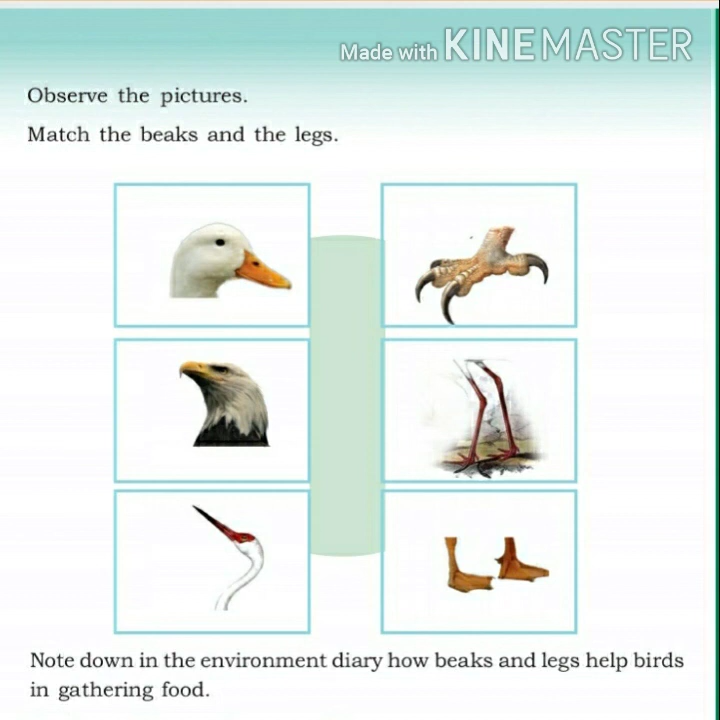 Made with KINEMASTER
Observe the pictures.
Match the beaks and the legs.
Note down in the environment diary how beaks and legs help birds
in gathering food.